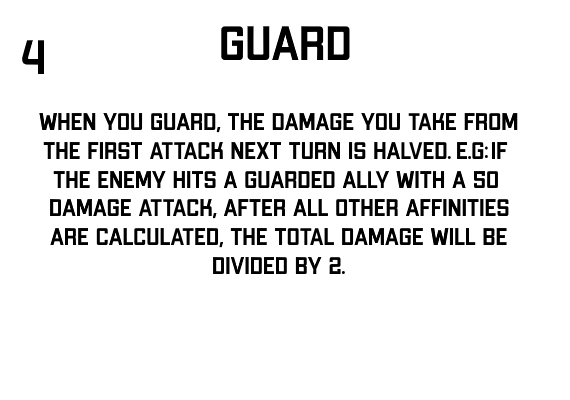 GUARD
4
WHEN YOU GUARD, THE DAMAGE YOU TAKE FROM
THE FIRST ATTACK NEXT TURN IS HALVED. E.G: IF
THE ENEMY HITS A GUARDED ALLY WITH A 50
DAMAGE ATTACK, AFTER ALL OTHER AFFINITIES
ARE CALCULATED, THE TOTAL DAMAGE WILL BE
DIVIDED BY 2.